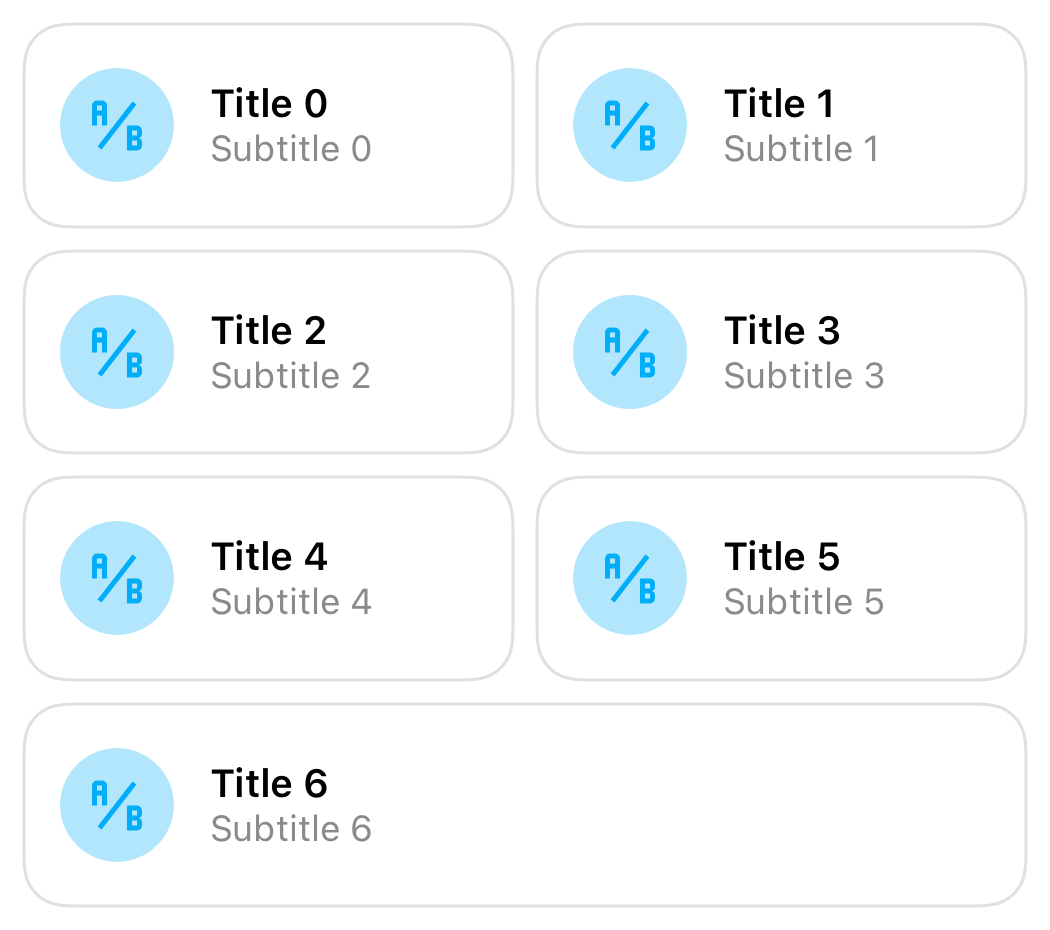 A/B
Title 0
Subtitle 0
A/B
Title 1
Subtitle 1
A/B
Title 2
Subtitle 2
A/B
Title 3
Subtitle 3
A/B
Title 4
Subtitle 4
A/B
Title 5
Subtitle 5
A/B
Title 6
Subtitle 6